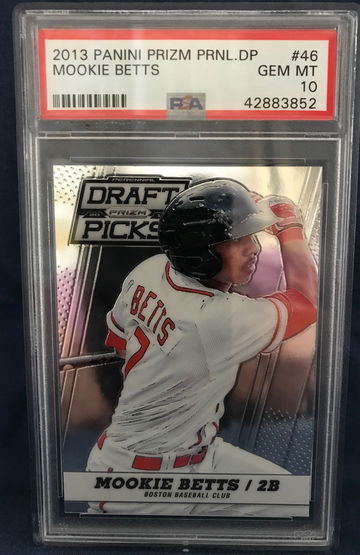 2013 PANINI PRIZM PRNL.DP #46
MOOKIE BETTS GEM MT
10
PSA 42883852
PERENNIAL
DRAFT
PRIZM
PICKS
BETTS
7
MOOKIE BETTS / 2B
BOSTON BASEBALL CLUB